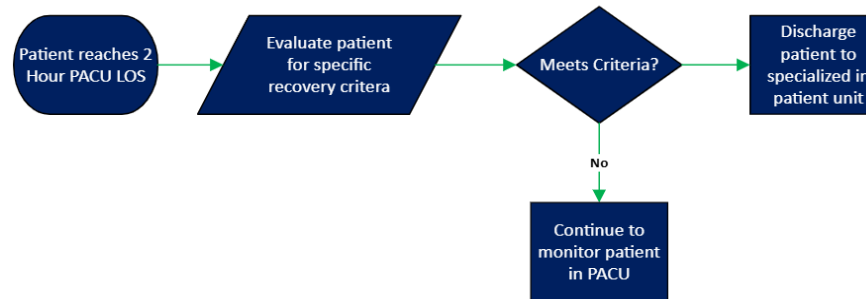 Patient reaches 2
Hour PACU LOS
Evaluate patient
for specific
recovery critera
Meets Criteria?
Discharge
patient to
specialized in
patient unit
No
Continue to
monitor patient
in PACU